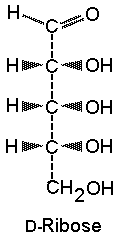 H O
C
H C OH
H C OH
H C OH
CH₂OH
D-Ribose